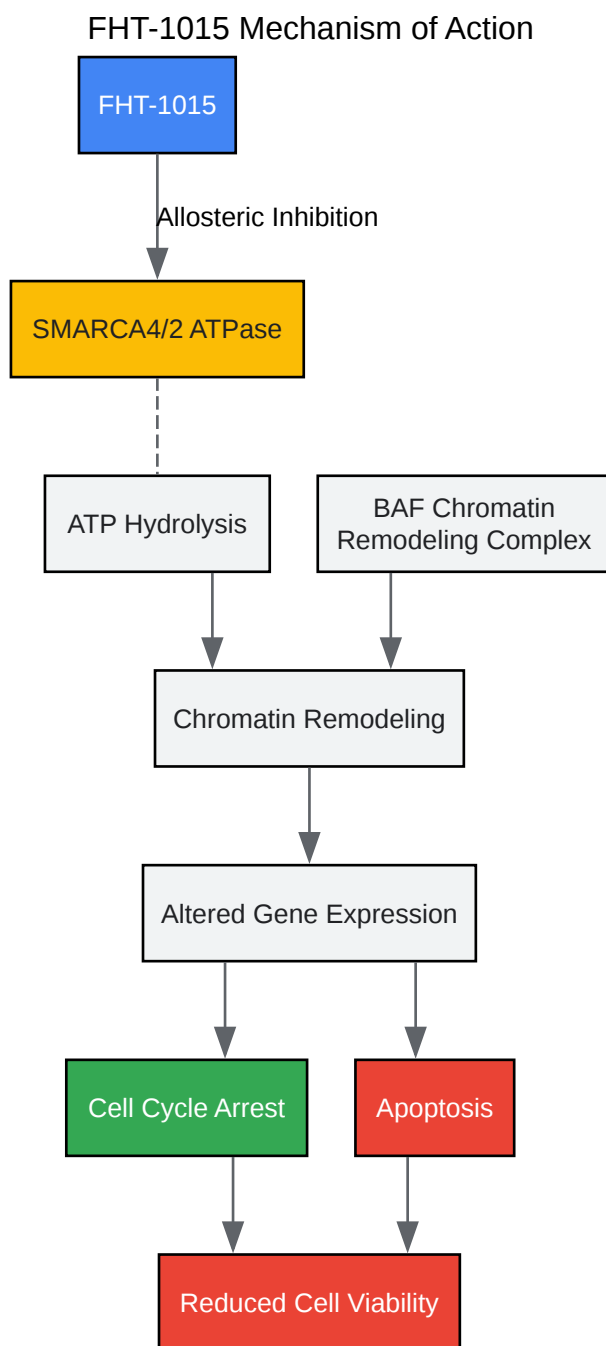 FHT-1015 Mechanism of Action
FHT-1015
Allosteric Inhibition
SMARCA4/2 ATPase
ATP Hydrolysis
BAF Chromatin
Remodeling Complex
Chromatin Remodeling
Altered Gene Expression
Cell Cycle Arrest
Apoptosis
Reduced Cell Viability